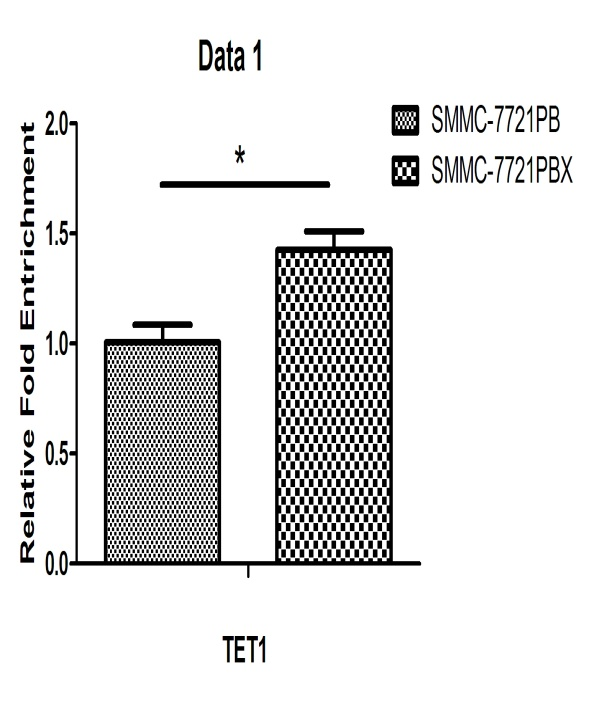 Data 1
SMMC-7721PB
SMMC-7721PBX
*
Relative Fold Entrichment
2.0
1.5
1.0
0.5
0.0
TET1